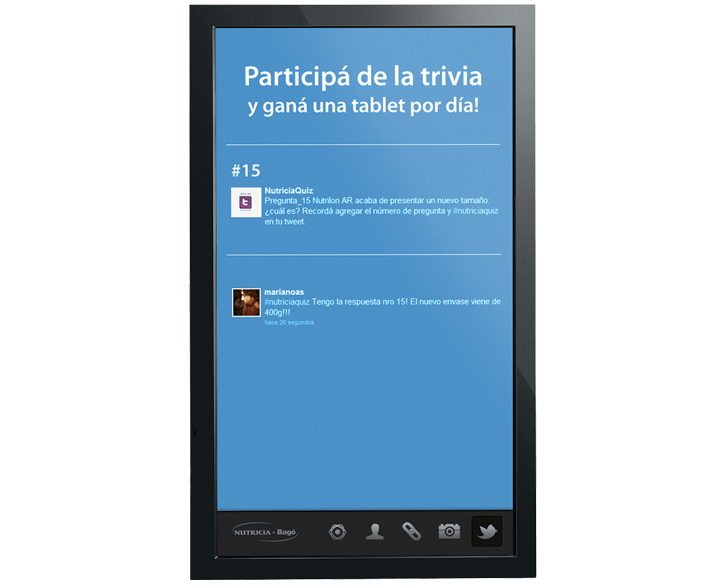 Participá de la trivia
y ganá una tablet por día!
#15
NutriciaQuiz
Pregunta_15 Nutrilon AR acaba de presentar un nuevo tamaño:
¿cuál es? Recordá agregar el número de pregunta y #nutriciaquiz
en tu tweet.
marianoas
#nutriciaquiz Tengo la respuesta nro 15! El nuevo envase viene de
400g!!!
hace 26 segundos
NUTRICIA • Bagó